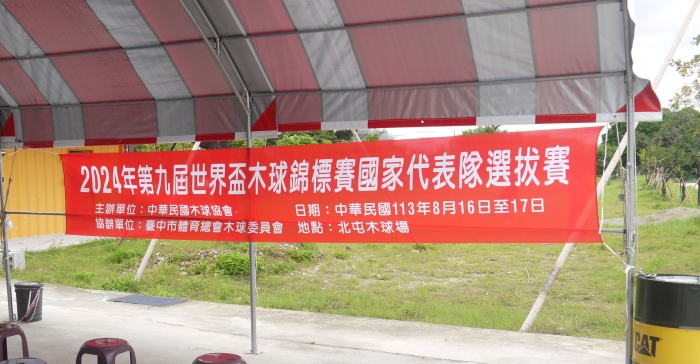 2024年第九屆世界盃木球錦標賽國家代表隊選拔賽
主辦單位：中華民國木球協會　日期：中華民國113年8月16日至17日
協辦單位：臺中市體育總會木球委員會　地點：北屯木球場
CAT